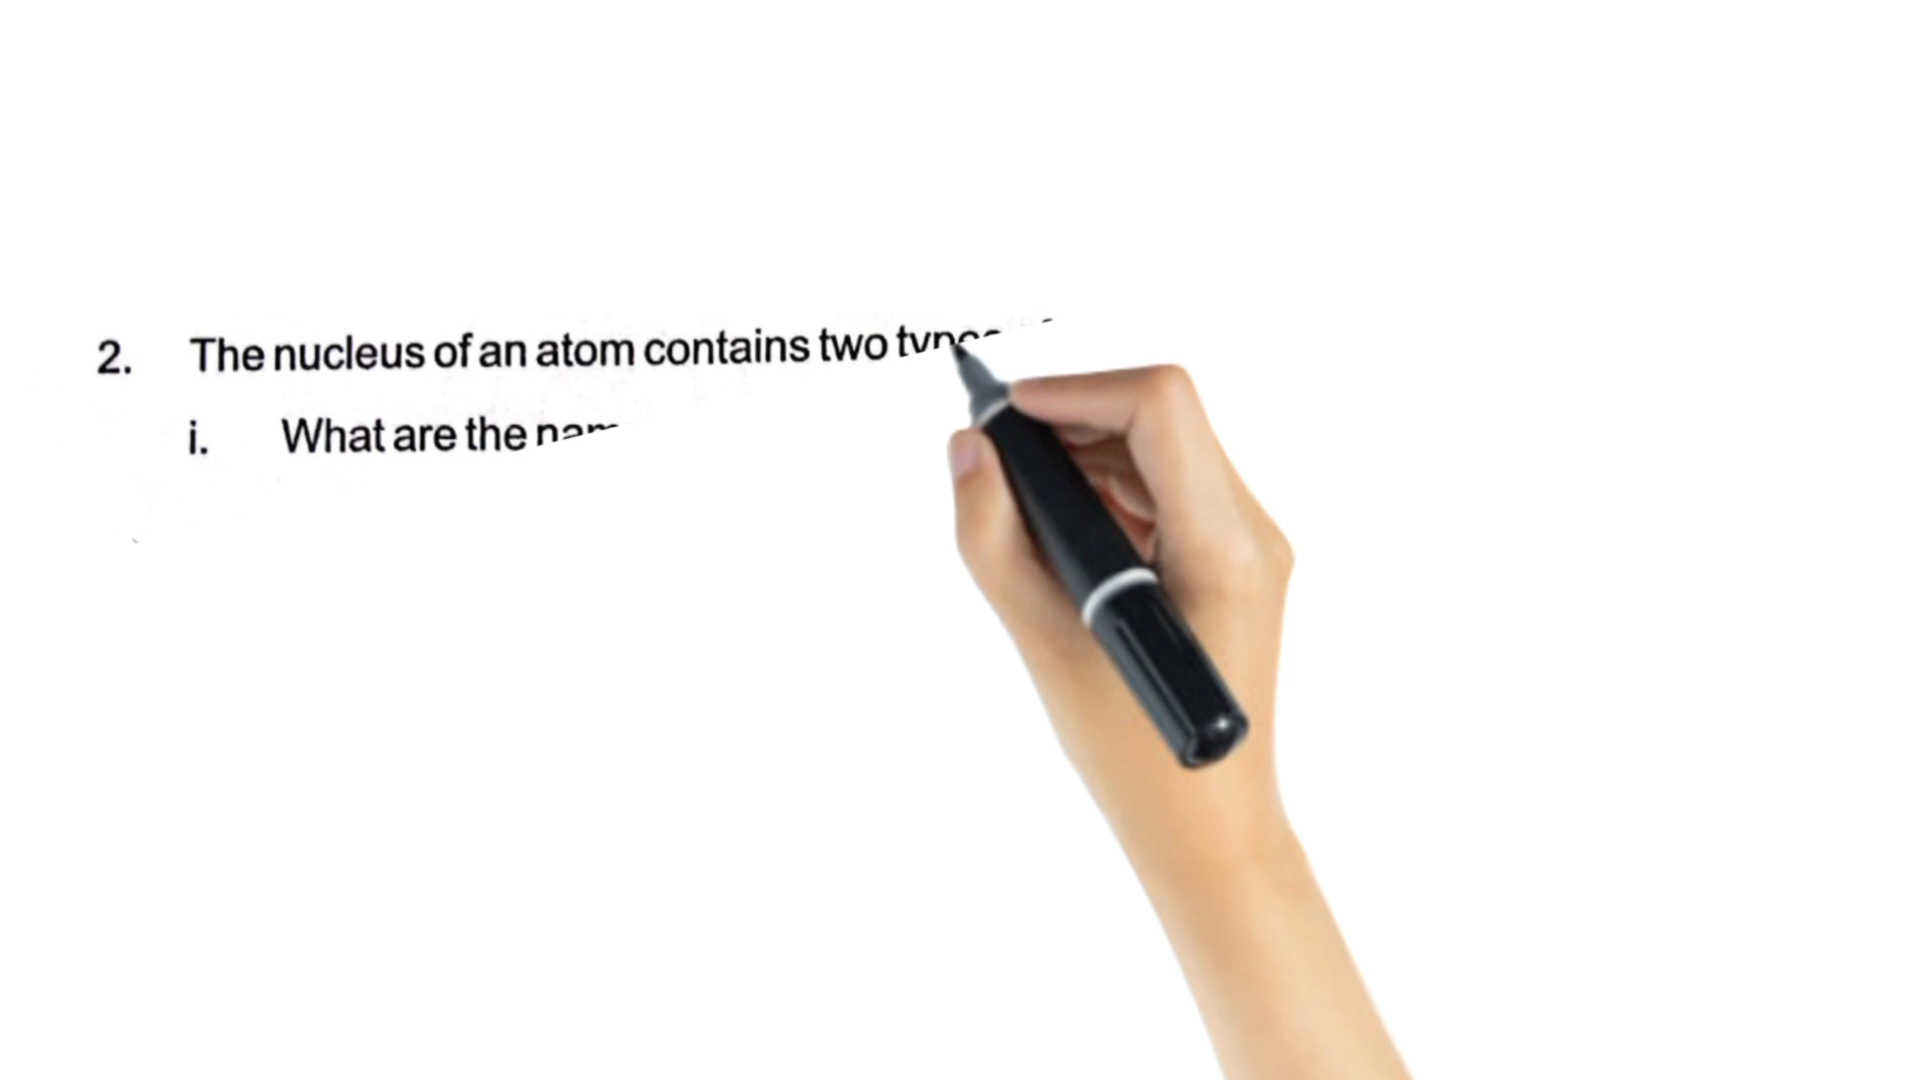 2. The nucleus of an atom contains two
i. What are the